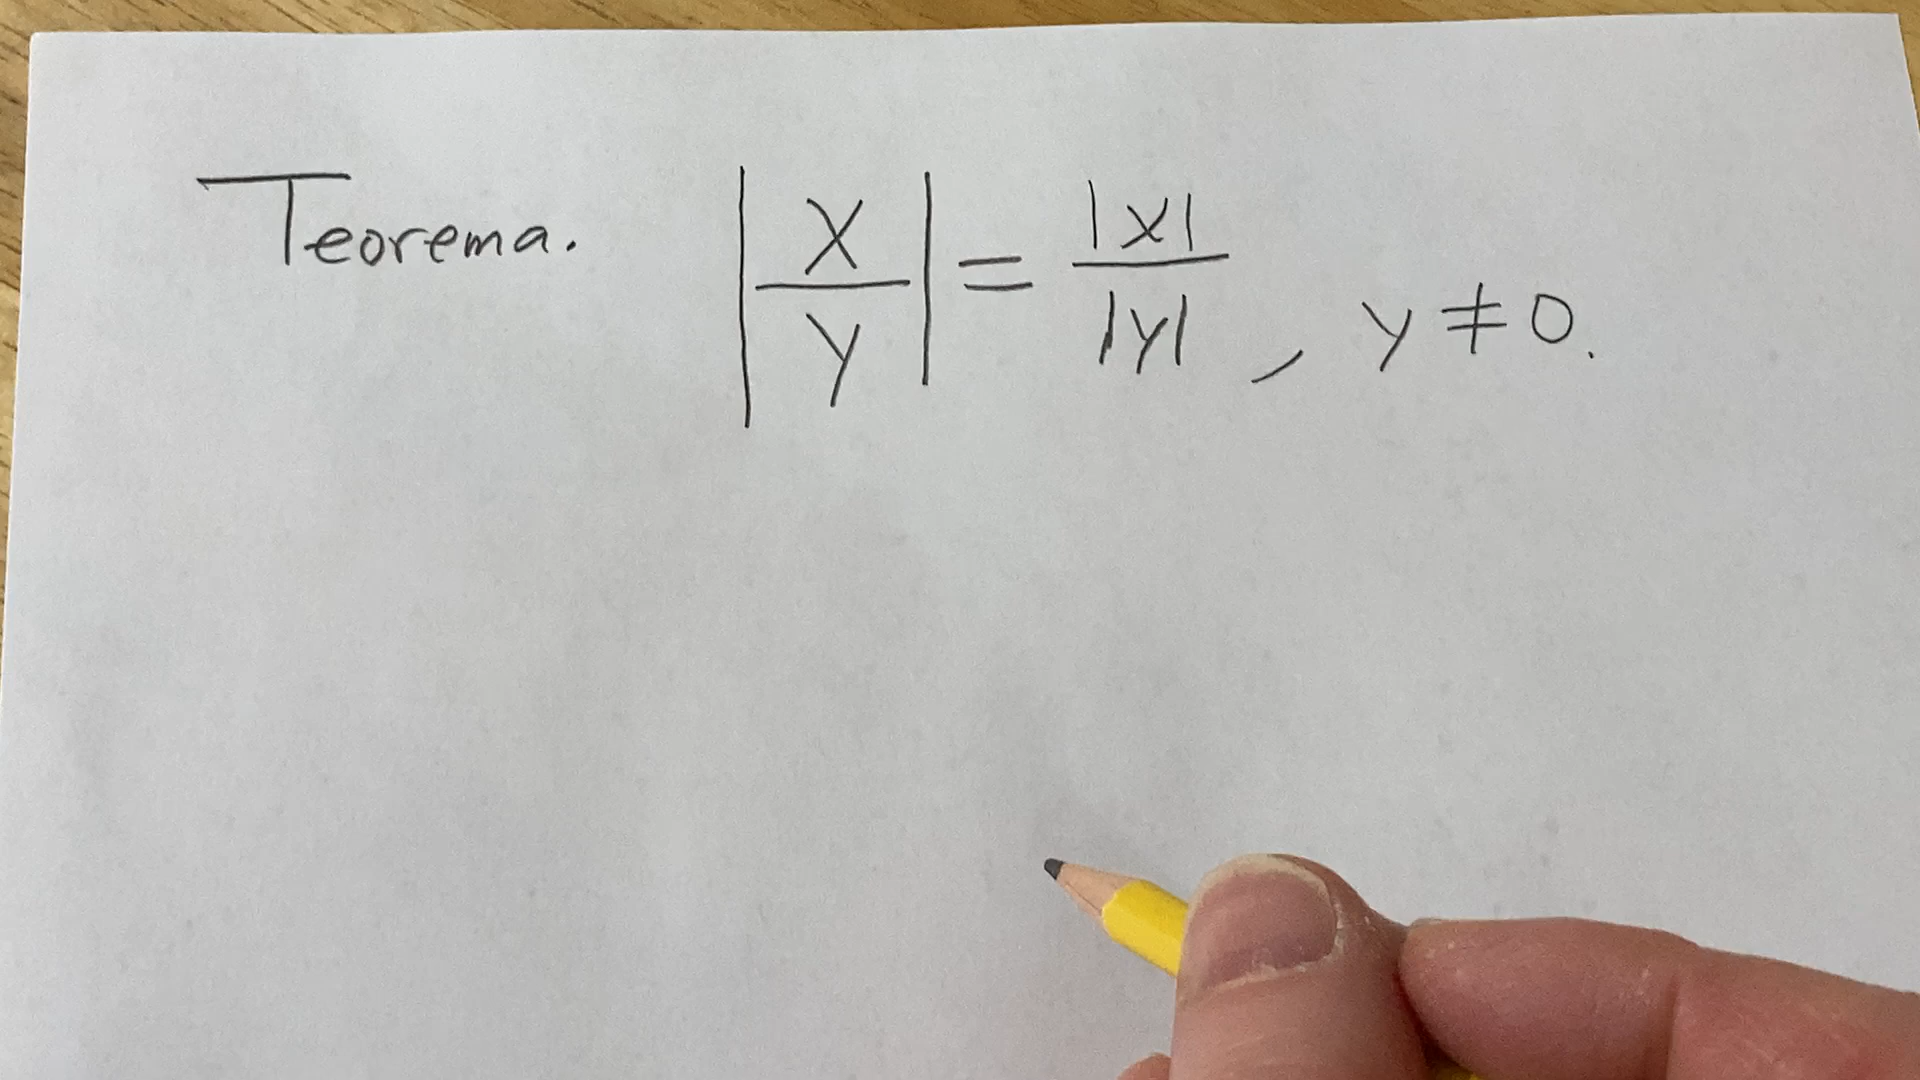 Teorema. |x/y| = |x|/|y|, y ≠ 0.